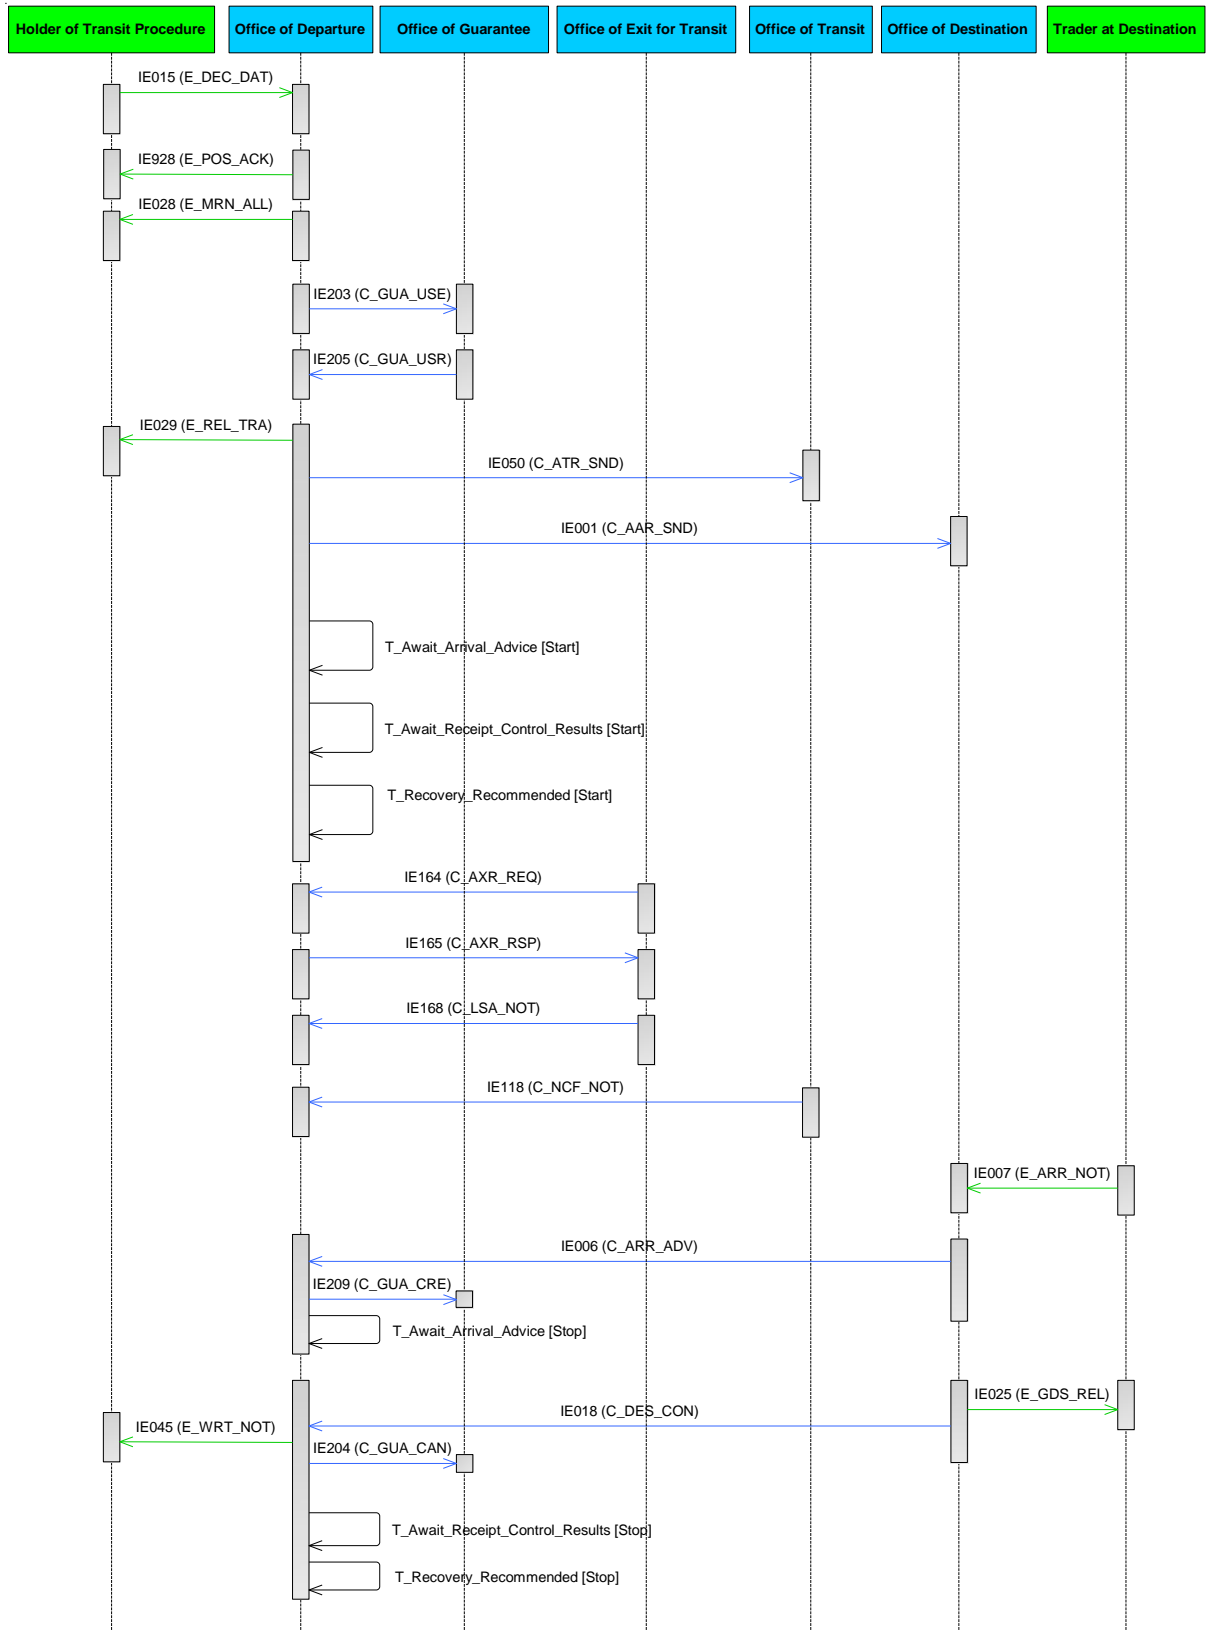 Holder of Transit Procedure
Office of Departure
Office of Guarantee
Office of Exit for Transit
Office of Transit
Office of Destination
Trader at Destination
IE015 (E_DEC_DAT)
IE928 (E_POS_ACK)
IE028 (E_MRN_ALL)
IE203 (C_GUA_USE)
IE205 (C_GUA_USR)
IE029 (E_REL_TRA)
IE050 (C_ATR_SND)
IE001 (C_AAR_SND)
T_Await_Arrival_Advice [Start]
T_Await_Receipt_Control_Results [Start]
T_Recovery_Recommended [Start]
IE164 (C_AXR_REQ)
IE165 (C_AXR_RSP)
IE168 (C_LSA_NOT)
IE118 (C_NCF_NOT)
IE007 (E_ARR_NOT)
IE006 (C_ARR_ADV)
IE209 (C_GUA_CRE)
T_Await_Arrival_Advice [Stop]
IE025 (E_GDS_REL)
IE018 (C_DES_CON)
IE045 (E_WRT_NOT)
IE204 (C_GUA_CAN)
T_Await_Receipt_Control_Results [Stop]
T_Recovery_Recommended [Stop]